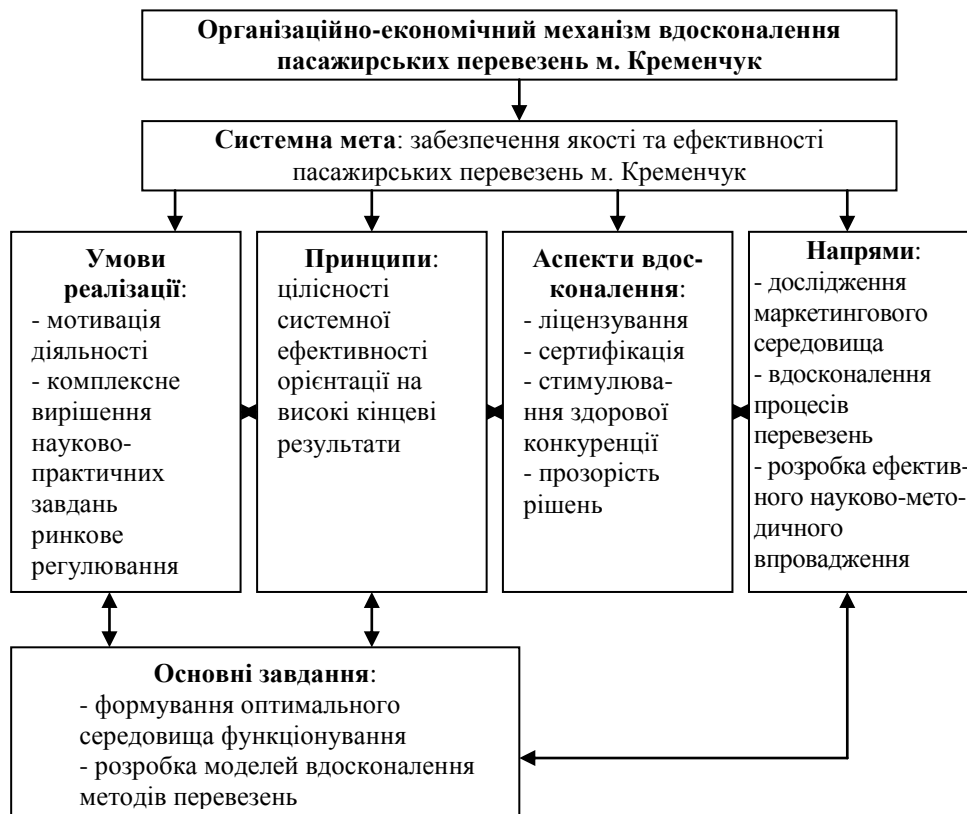 Організаційно-економічний механізм вдосконалення
пасажирських перевезень м. Кременчук
Системна мета: забезпечення якості та ефективності
пасажирських перевезень м. Кременчук
Умови
реалізації:
- мотивація
діяльності
- комплексне
вирішення
науково-
практичних
завдань
ринкове
регулювання
Принципи:
цілісності
системної
ефективності
орієнтації на
високі кінцеві
результати
Аспекти вдос-
коналення:
- ліцензування
- сертифікація
- стимулюва-
ння здорової
конкуренції
- прозорість
рішень
Напрями:
- дослідження
маркетингового
середовища
- вдосконалення
процесів
перевезень
- розробка ефектив-
ного науково-мето-
дичного
впровадження
Основні завдання:
- формування оптимального
середовища функціонування
- розробка моделей вдосконалення
методів перевезень